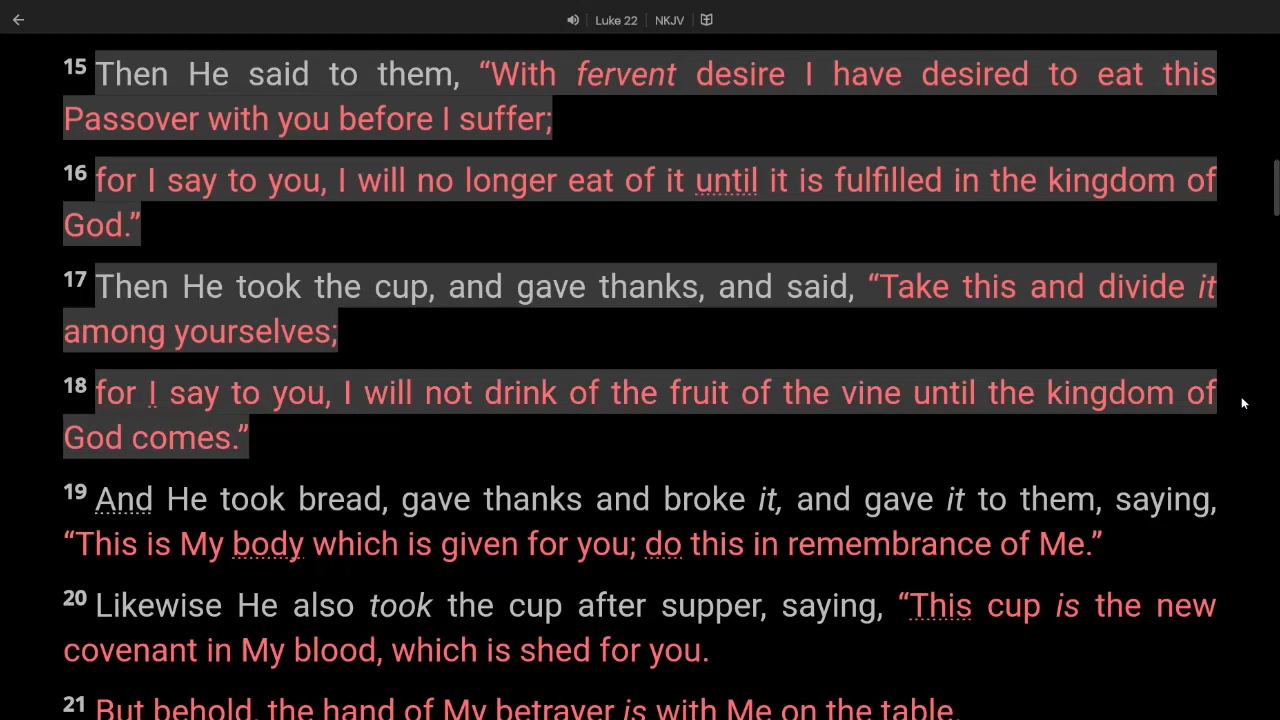 Luke 22 NKJV
15 Then He said to them, “With fervent desire I have desired to eat this
Passover with you before I suffer;
16 for I say to you, I will no longer eat of it until it is fulfilled in the kingdom of
God.”
17 Then He took the cup, and gave thanks, and said, “Take this and divide it
among yourselves;
18 for I say to you, I will not drink of the fruit of the vine until the kingdom of
God comes.”
19 And He took bread, gave thanks and broke it, and gave it to them, saying,
“This is My body which is given for you; do this in remembrance of Me.”
20 Likewise He also took the cup after supper, saying, “This cup is the new
covenant in My blood, which is shed for you.
21 But behold, the hand of My betrayer is with Me on the table.